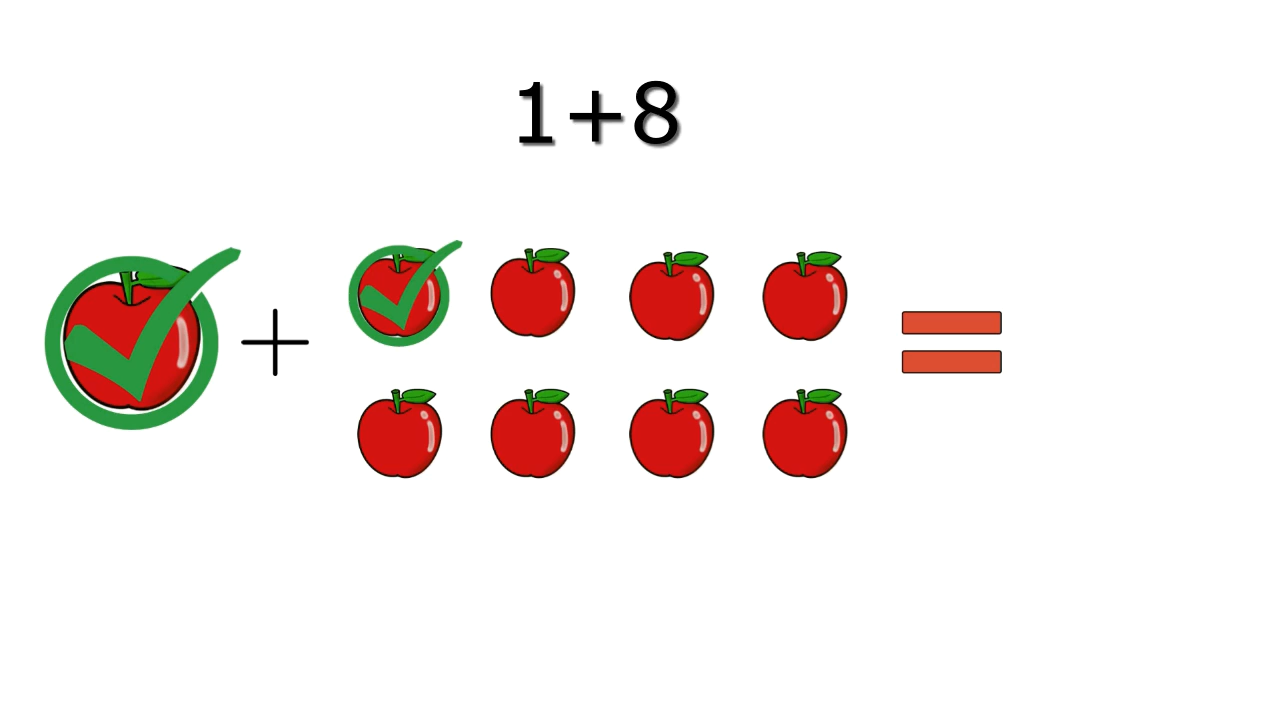 1+8
+ =